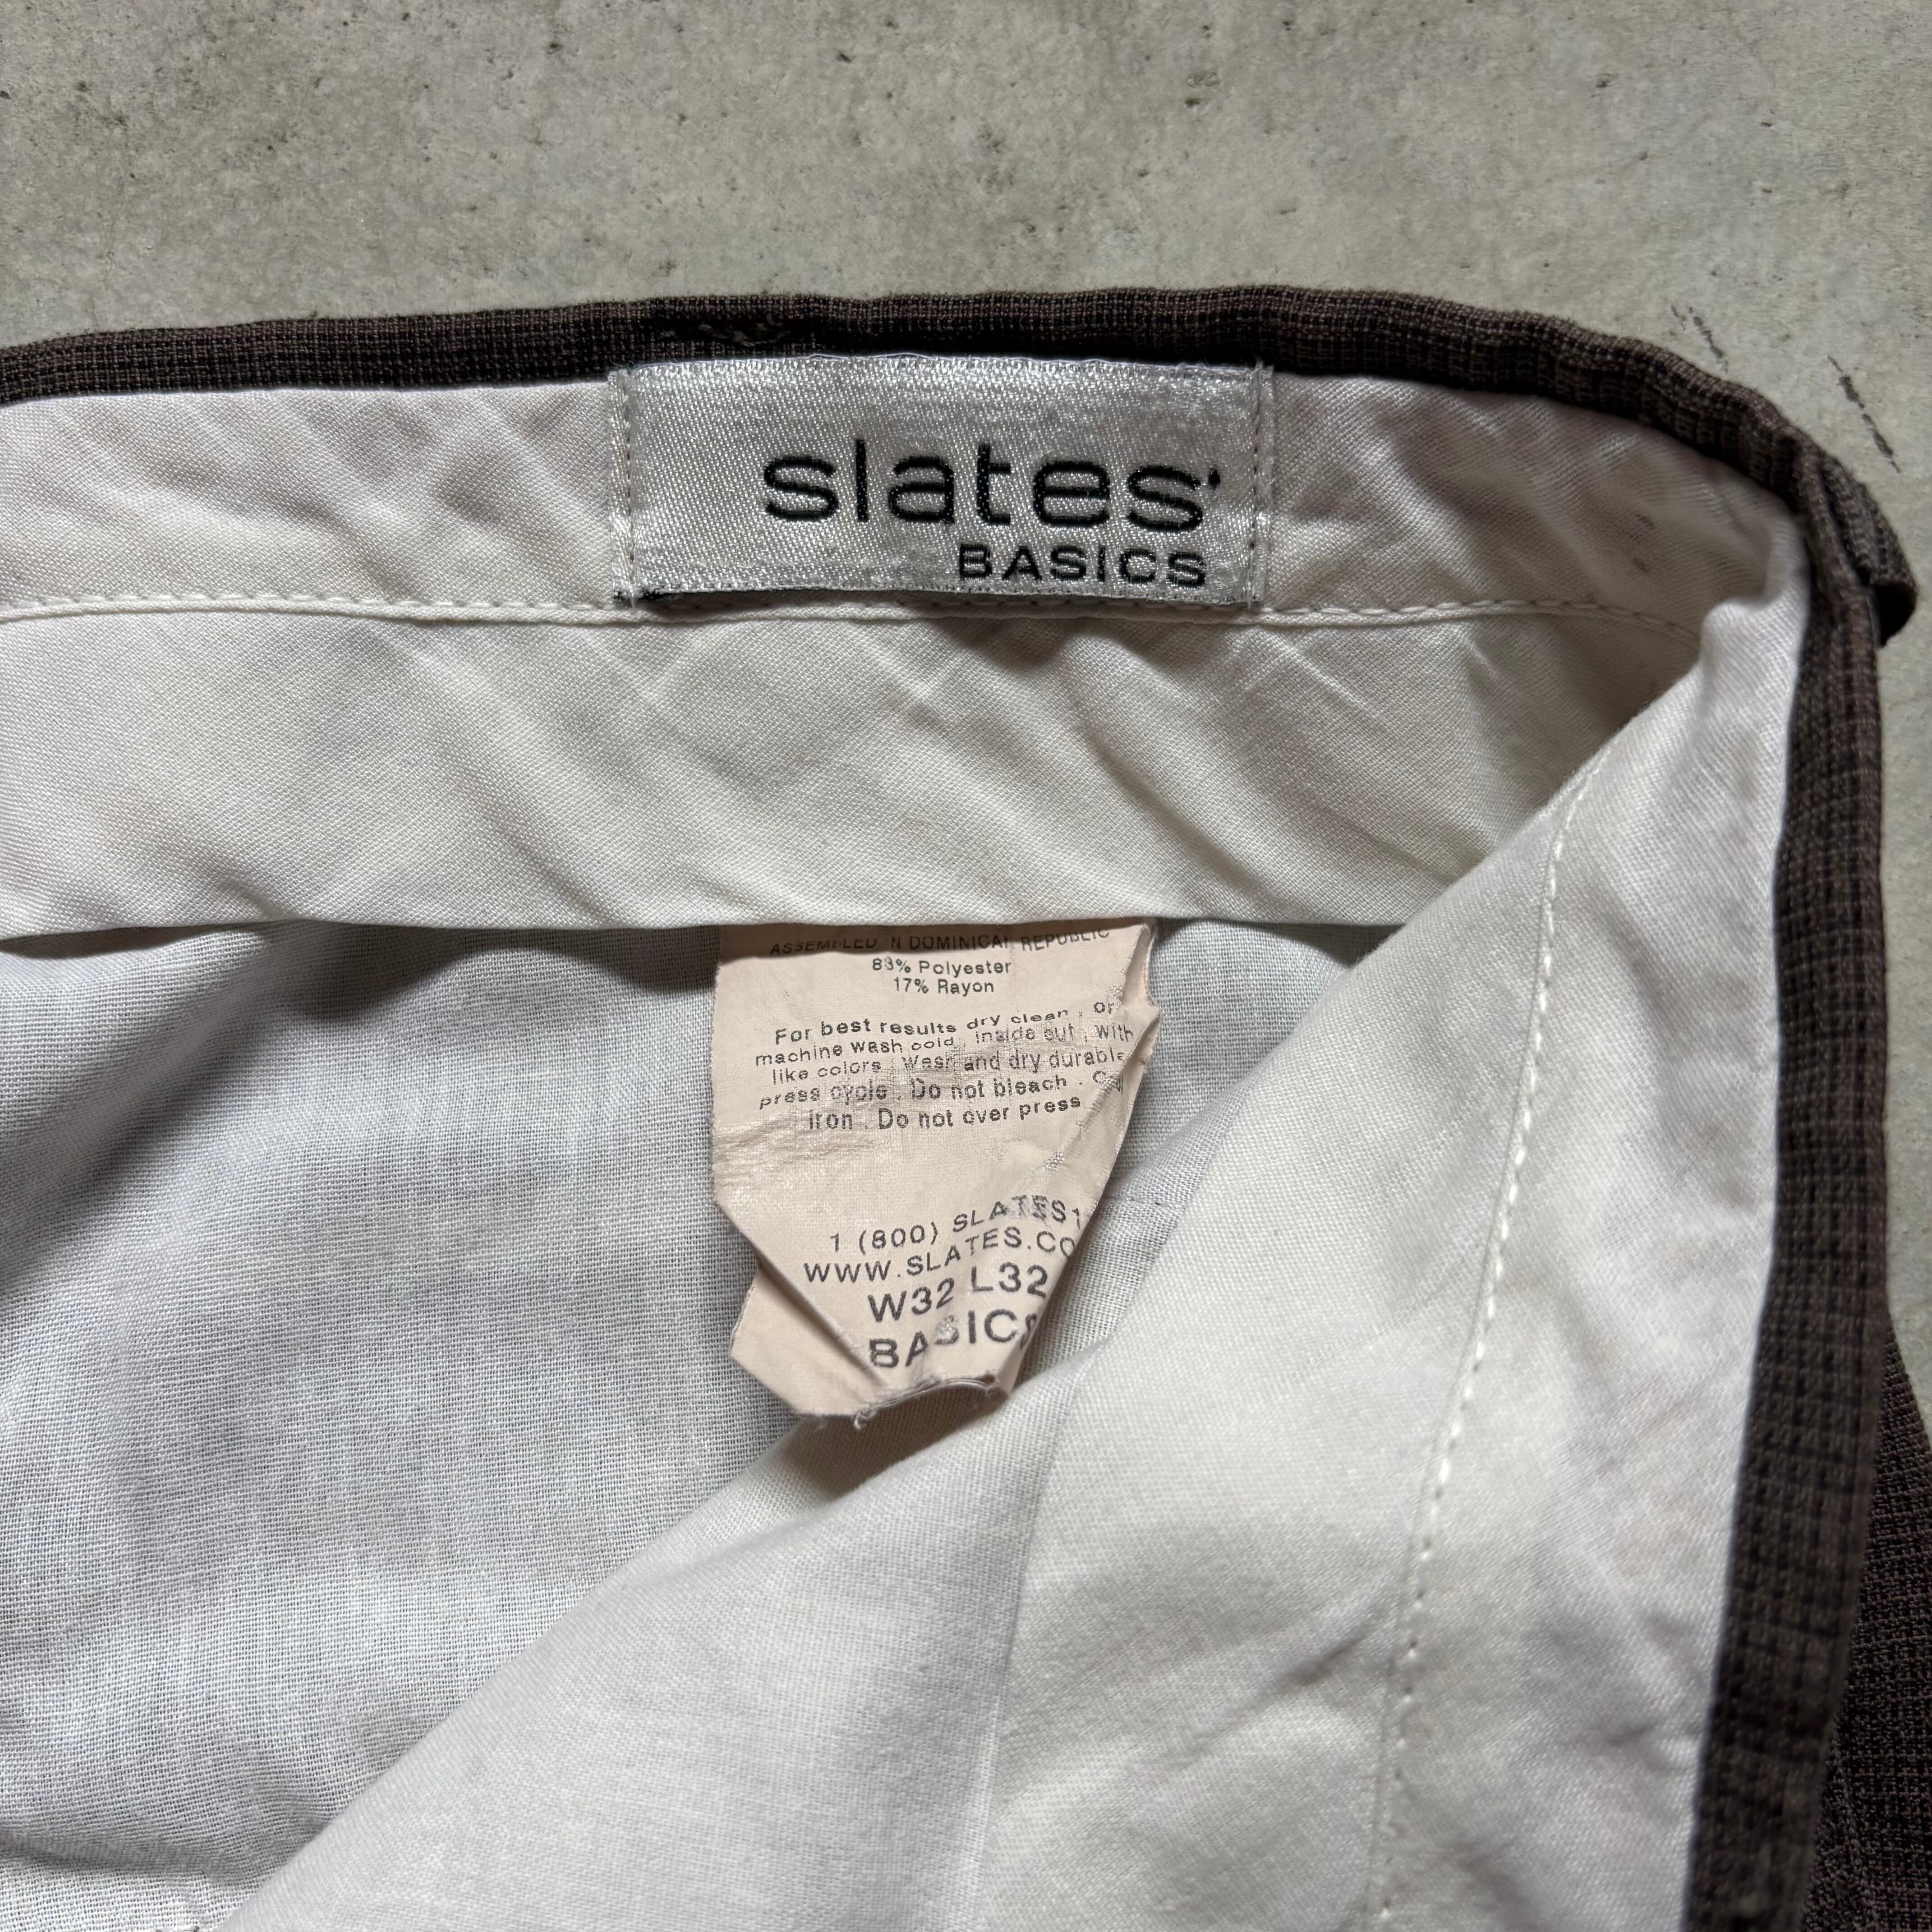 slates
BASICS
ASSEMBLED IN DOMINICAN REPUBLIC
83% Polyester
17% Rayon
For best results dry clean, or
machine wash cold, inside out, with
like colors. Wash and dry durable
press cycle. Do not bleach.
iron. Do not over press
1 (800) SLATES1
WWW.SLATES.CO
W32 L32
BASICS